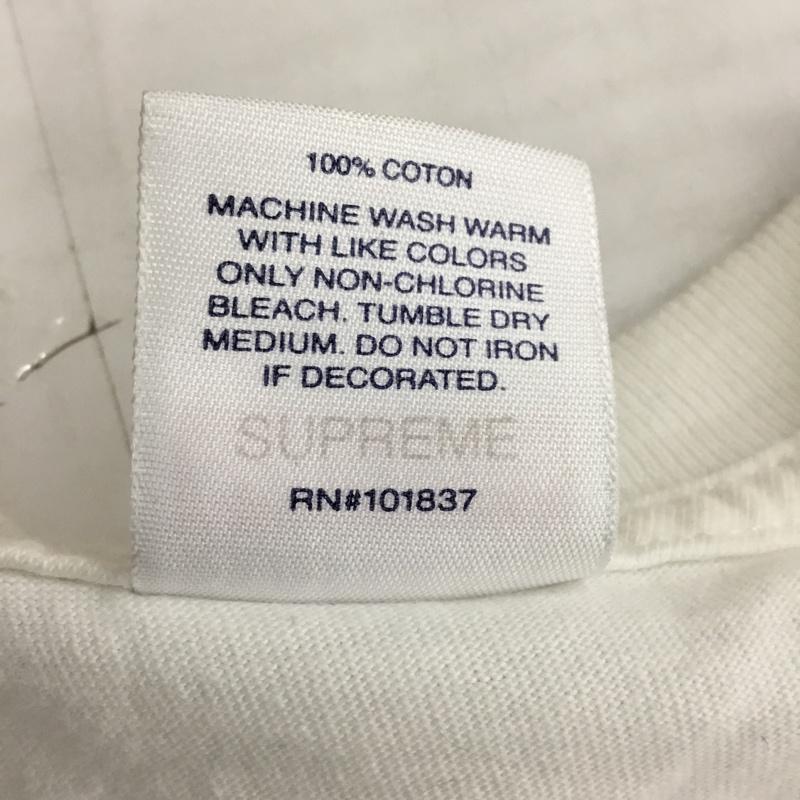 100% COTON
MACHINE WASH WARM
WITH LIKE COLORS
ONLY NON-CHLORINE
BLEACH. TUMBLE DRY
MEDIUM. DO NOT IRON
IF DECORATED.
SUPREME
RN#101837